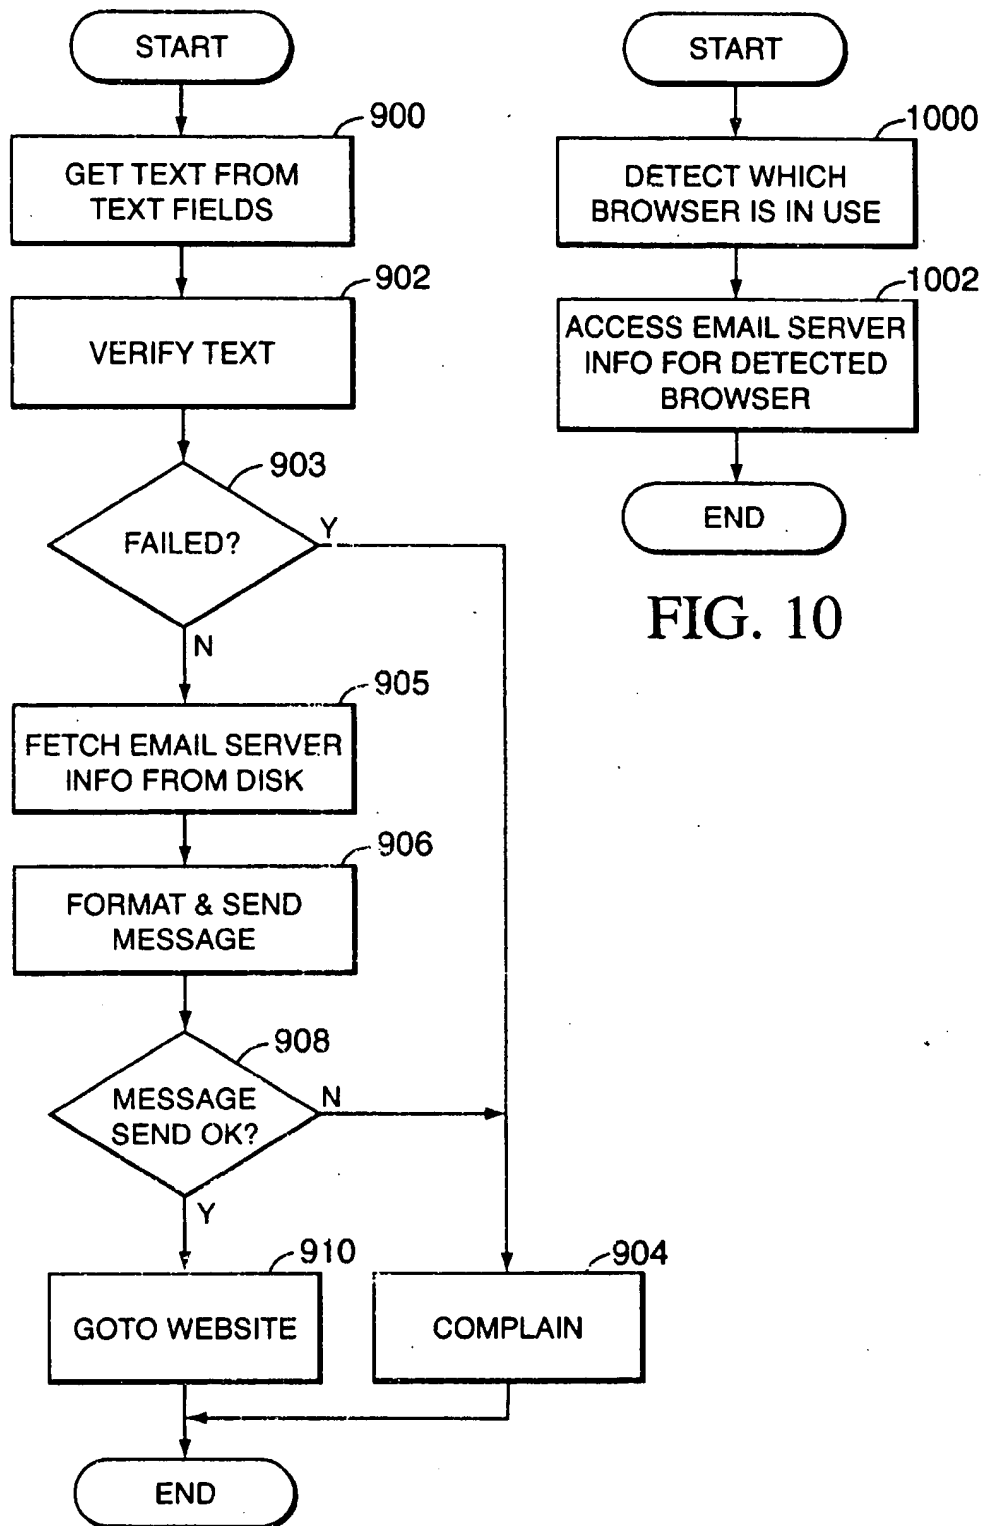 START
900
GET TEXT FROM
TEXT FIELDS
902
VERIFY TEXT
903
FAILED?
Y
N
905
FETCH EMAIL SERVER
INFO FROM DISK
906
FORMAT & SEND
MESSAGE
908
MESSAGE
SEND OK?
N
Y
910
GOTO WEBSITE
904
COMPLAIN
END
START
1000
DETECT WHICH
BROWSER IS IN USE
1002
ACCESS EMAIL SERVER
INFO FOR DETECTED
BROWSER
END
FIG. 10